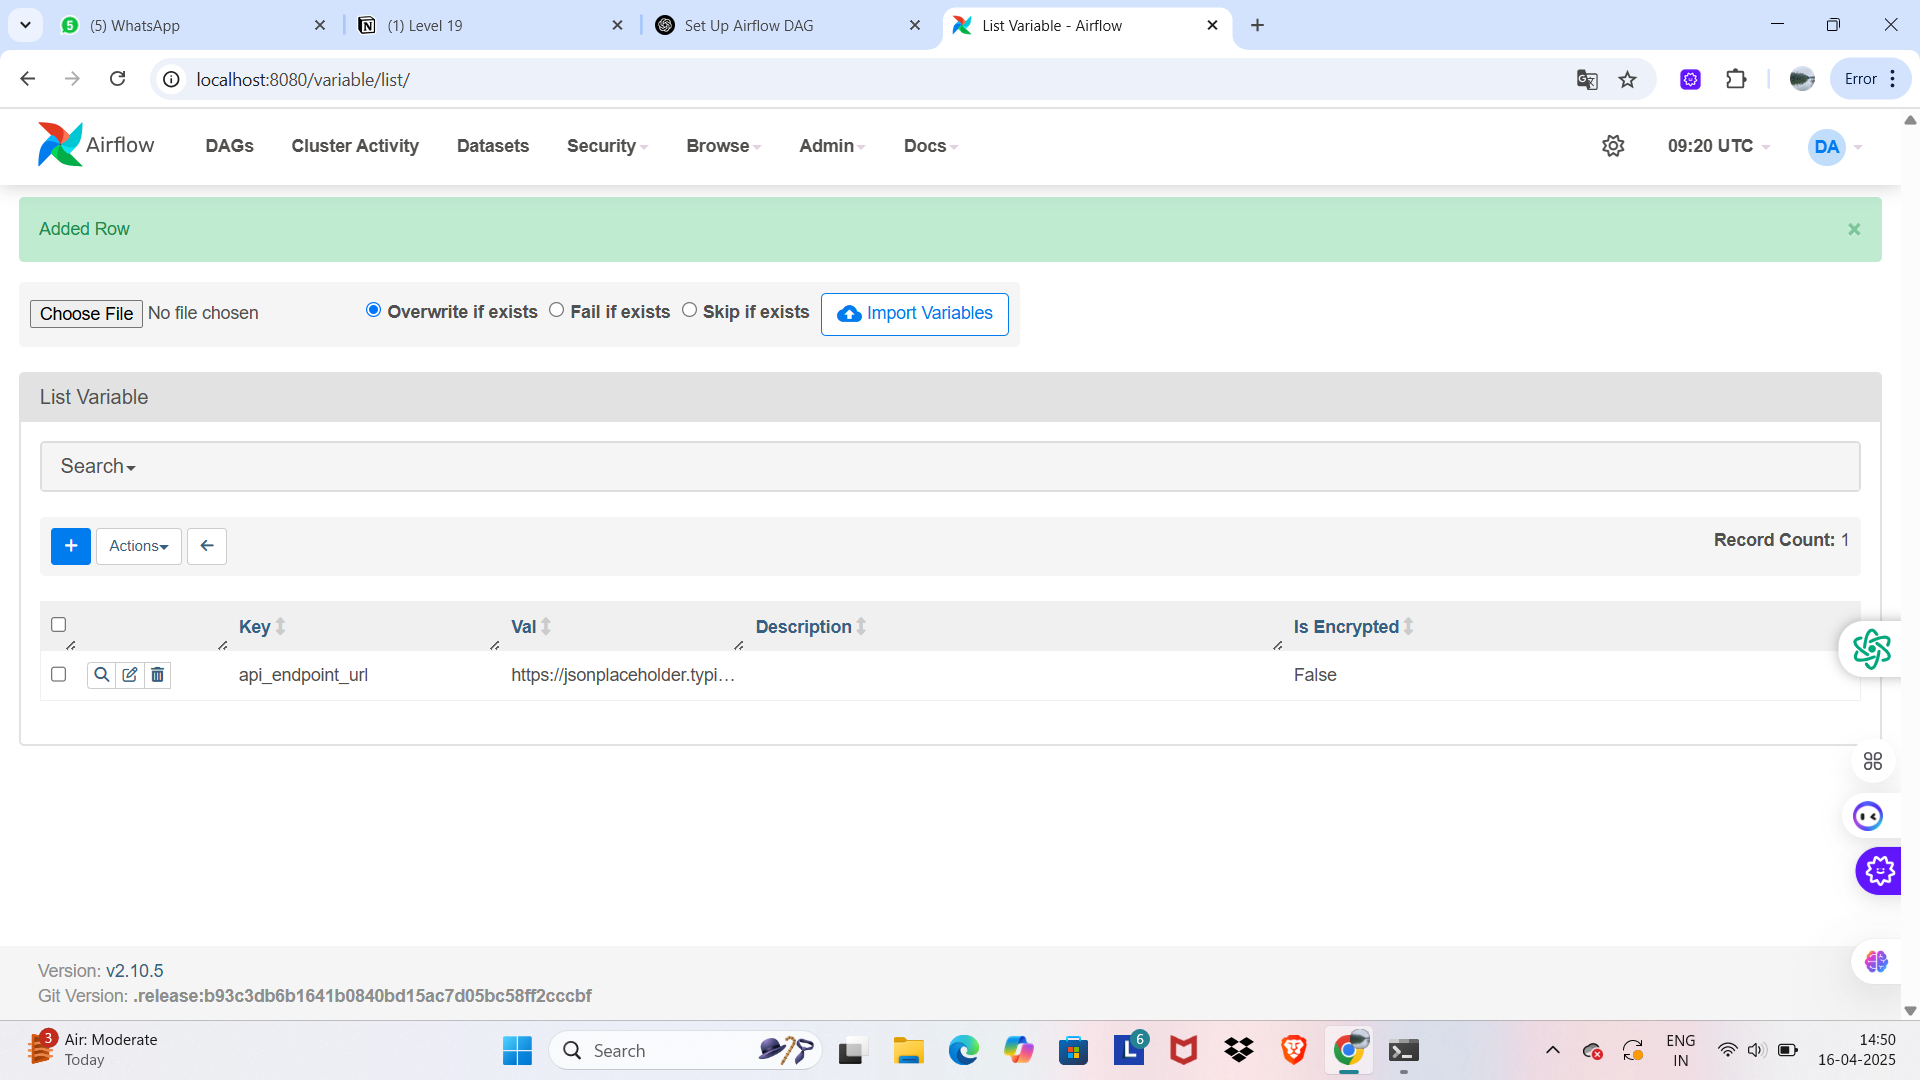 (5) WhatsApp
(1) Level 19
Set Up Airflow DAG
List Variable - Airflow
localhost:8080/variable/list/
Error
Airflow
DAGs
Cluster Activity
Datasets
Security
Browse
Admin
Docs
09:20 UTC
DA
Added Row
×
Choose File No file chosen
Overwrite if exists
Fail if exists
Skip if exists
Import Variables
List Variable
Search
+
Actions
Record Count: 1
Key
Val
Description
Is Encrypted
api_endpoint_url
https://jsonplaceholder.typi...
False
Version: v2.10.5
Git Version: .release:b93c3db6b1641b0840bd15ac7d05bc58ff2cccbf
3
Air: Moderate
Today
Search
6
ENG
IN
14:50
16-04-2025